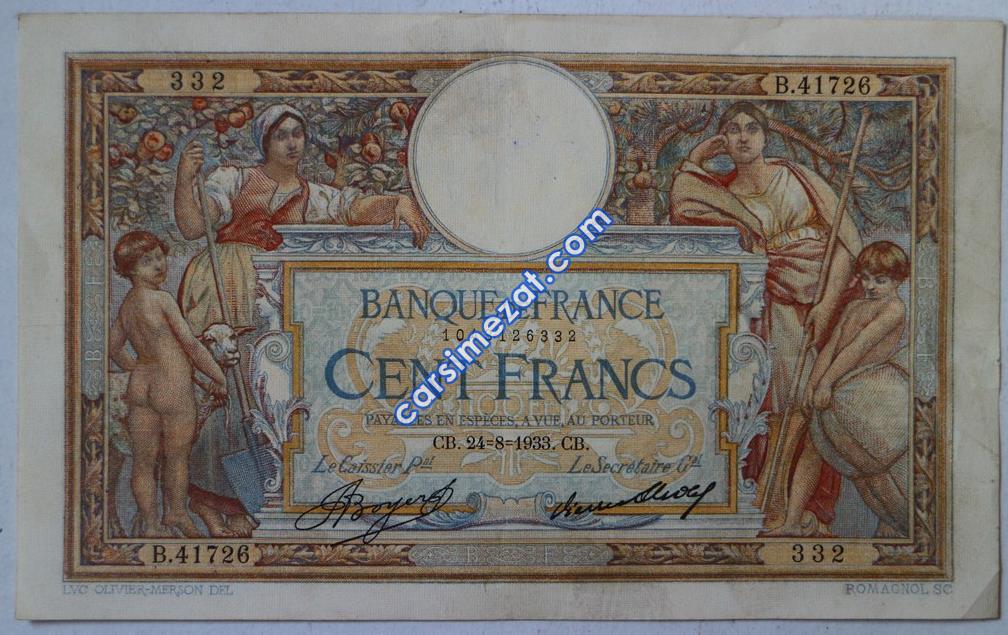 332
B.41726
BANQUE DE FRANCE
126332
CENT FRANCS
PAYABLES EN ESPÈCES, A VUE, AU PORTEUR
CB. 24=8=1933. CB.
Le Caissier Pal
Le Secrétaire Gal
B.41726
B F
332
LVC OLIVIER-MERSON DEL
ROMAGNOL SC
carsimezat.com